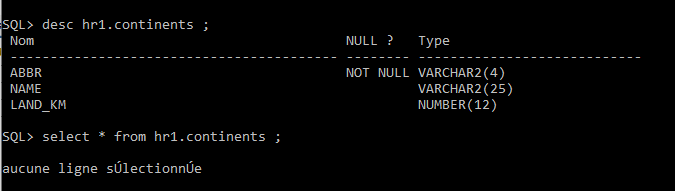 SQL> desc hr1.continents ;
Nom NULL ? Type
----------------------------------------- -------- ----------------------------
ABBR NOT NULL VARCHAR2(4)
NAME VARCHAR2(25)
LAND_KM NUMBER(12)
SQL> select * from hr1.continents ;
aucune ligne sÚlectionnÚe